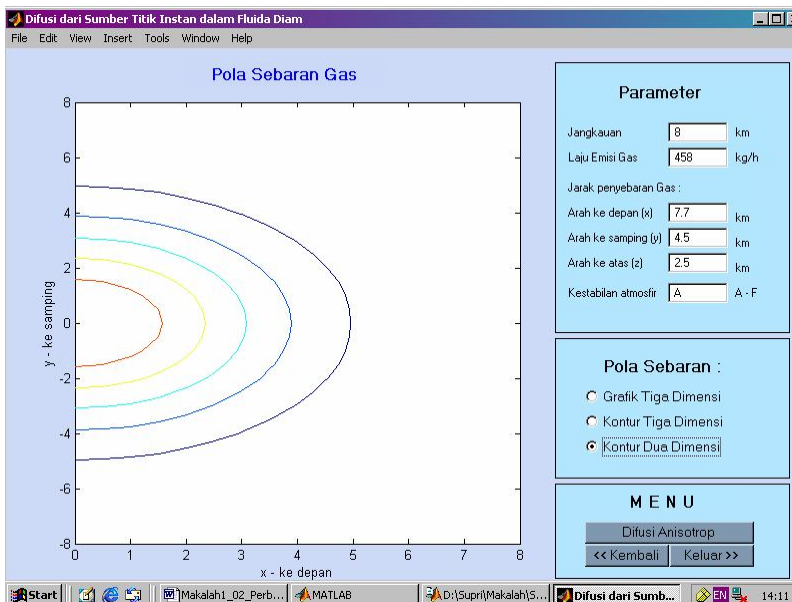 Difusi dari Sumber Titik Instan dalam Fluida Diam
File Edit View Insert Tools Window Help
Pola Sebaran Gas
8
6
4
2
0
-2
-4
-6
-8
y - ke samping
0 1 2 3 4 5 6 7 8
x - ke depan
Parameter
Jangkauan 8 km
Laju Emisi Gas 458 kg/h
Jarak penyebaran Gas :
Arah ke depan (x) 7.7 km
Arah ke samping (y) 4.5 km
Arah ke atas (z) 2.5 km
Kestabilan atmosfir A A - F
Pola Sebaran :
Grafik Tiga Dimensi
Kontur Tiga Dimensi
Kontur Dua Dimensi
M E N U
Difusi Anisotrop
<< Kembali Keluar >>
Start Makalah1_02_Perb... MATLAB D:\Supri\Makalah\S... Difusi dari Sumb... EN 14:11